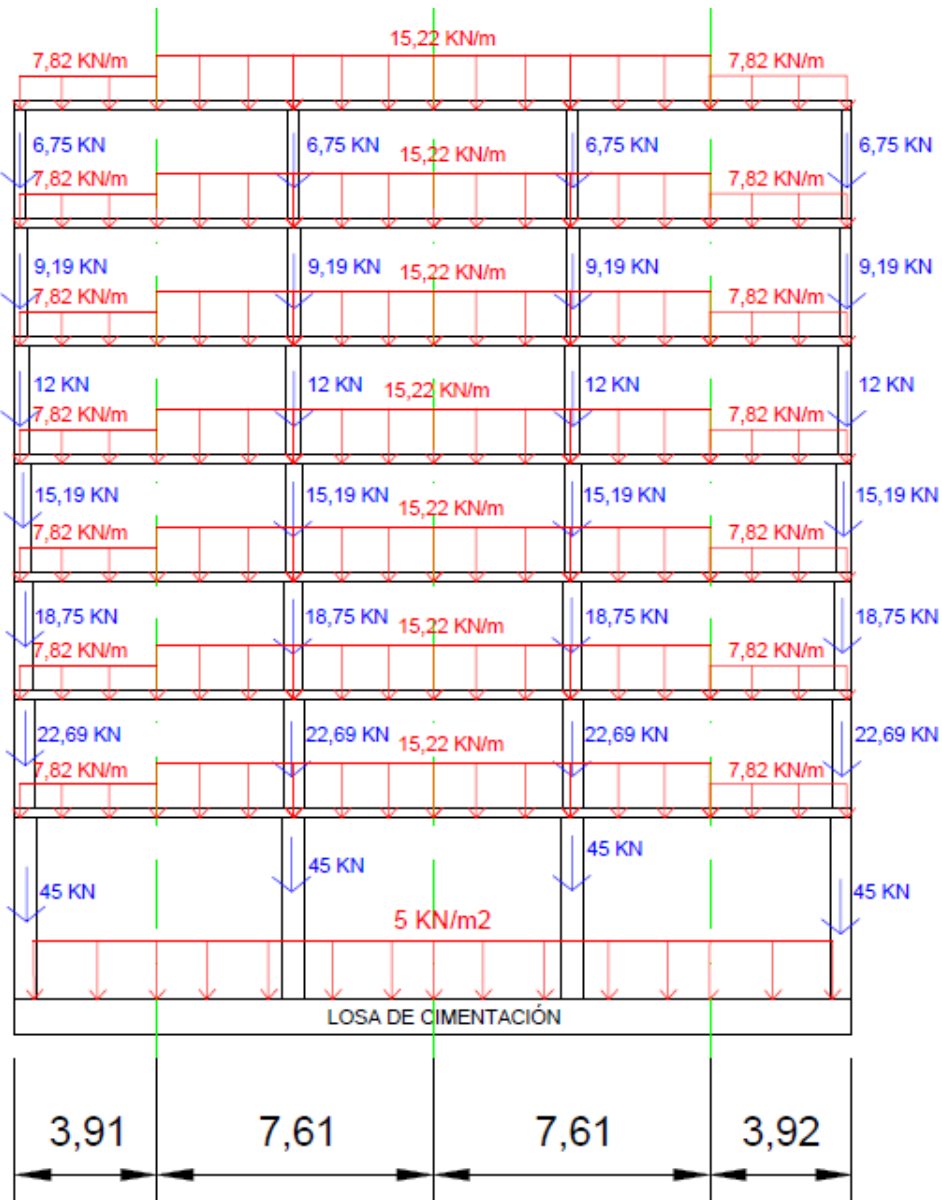 15,22 KN/m
7,82 KN/m 7,82 KN/m
6,75 KN 6,75 KN 6,75 KN 6,75 KN
15,22 KN/m
7,82 KN/m 7,82 KN/m
9,19 KN 9,19 KN 9,19 KN 9,19 KN
15,22 KN/m
7,82 KN/m 7,82 KN/m
12 KN 12 KN 12 KN 12 KN
15,22 KN/m
7,82 KN/m 7,82 KN/m
15,19 KN 15,19 KN 15,19 KN 15,19 KN
15,22 KN/m
7,82 KN/m 7,82 KN/m
18,75 KN 18,75 KN 18,75 KN 18,75 KN
15,22 KN/m
7,82 KN/m 7,82 KN/m
22,69 KN 22,69 KN 22,69 KN 22,69 KN
15,22 KN/m
7,82 KN/m 7,82 KN/m
45 KN 45 KN 45 KN 45 KN
5 KN/m2
LOSA DE CIMENTACIÓN
3,91 7,61 7,61 3,92